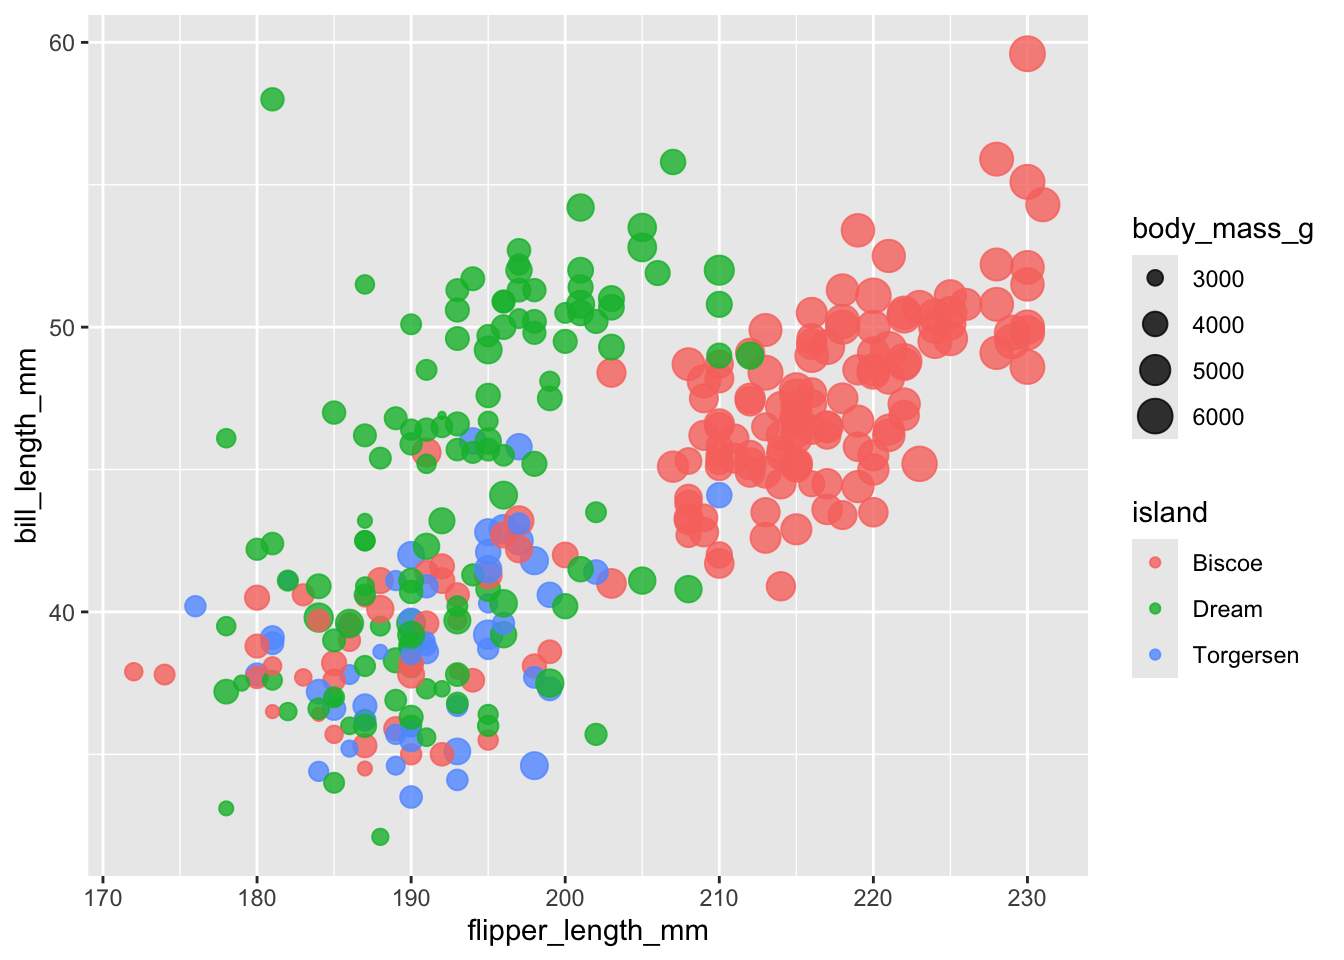 60
50
40
bill_length_mm
170 180 190 200 210 220 230
flipper_length_mm
body_mass_g
3000
4000
5000
6000
island
Biscoe
Dream
Torgersen